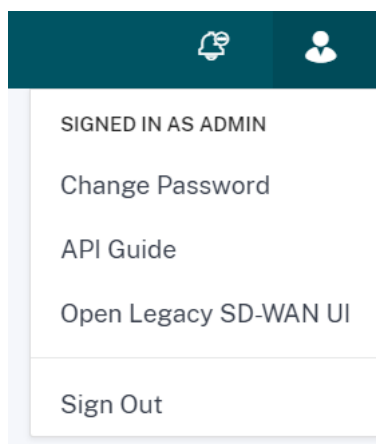 SIGNED IN AS ADMIN
Change Password
API Guide
Open Legacy SD-WAN UI
Sign Out